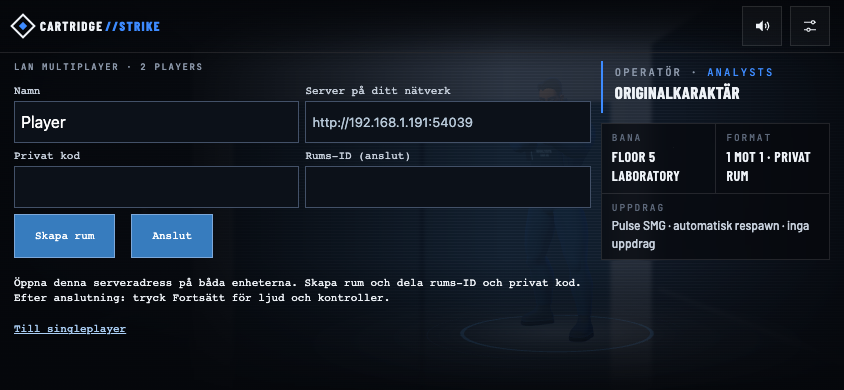 CARTRIDGE //STRIKE
LAN MULTIPLAYER · 2 PLAYERS
Namn
Server på ditt nätverk
Player
http://192.168.1.191:54039
Privat kod
Rums-ID (anslut)
Skapa rum
Anslut
Öppna denna serveradress på båda enheterna. Skapa rum och dela rums-ID och privat kod.
Efter anslutning: tryck Fortsätt för ljud och kontroller.
Till singleplayer
OPERATÖR · ANALYSTS
ORIGINALKARAKTÄR
BANA
FLOOR 5
LABORATORY
FORMAT
1 MOT 1 · PRIVAT
RUM
UPPDRAG
Pulse SMG · automatisk respawn · inga
uppdrag